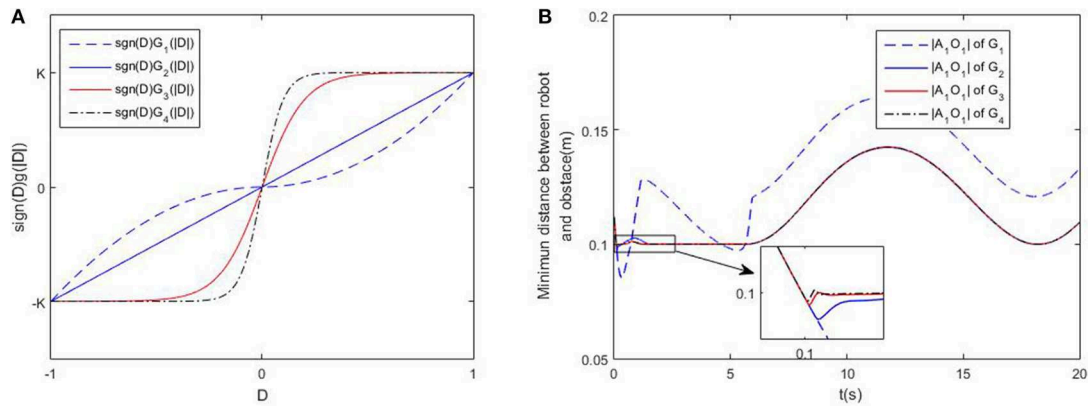 A
sgn(D)G₁(|D|)
sgn(D)G₂(|D|)
sgn(D)G₃(|D|)
sgn(D)G₄(|D|)
K
0
-K
sign(D)g(|D|)
-1
0
1
D
B
|A₁O₁| of G₁
|A₁O₁| of G₂
|A₁O₁| of G₃
|A₁O₁| of G₄
0.2
0.15
0.1
0.05
Minimun distance between robot
and obstace(m)
0.1
0.1
0
5
10
15
20
t(s)